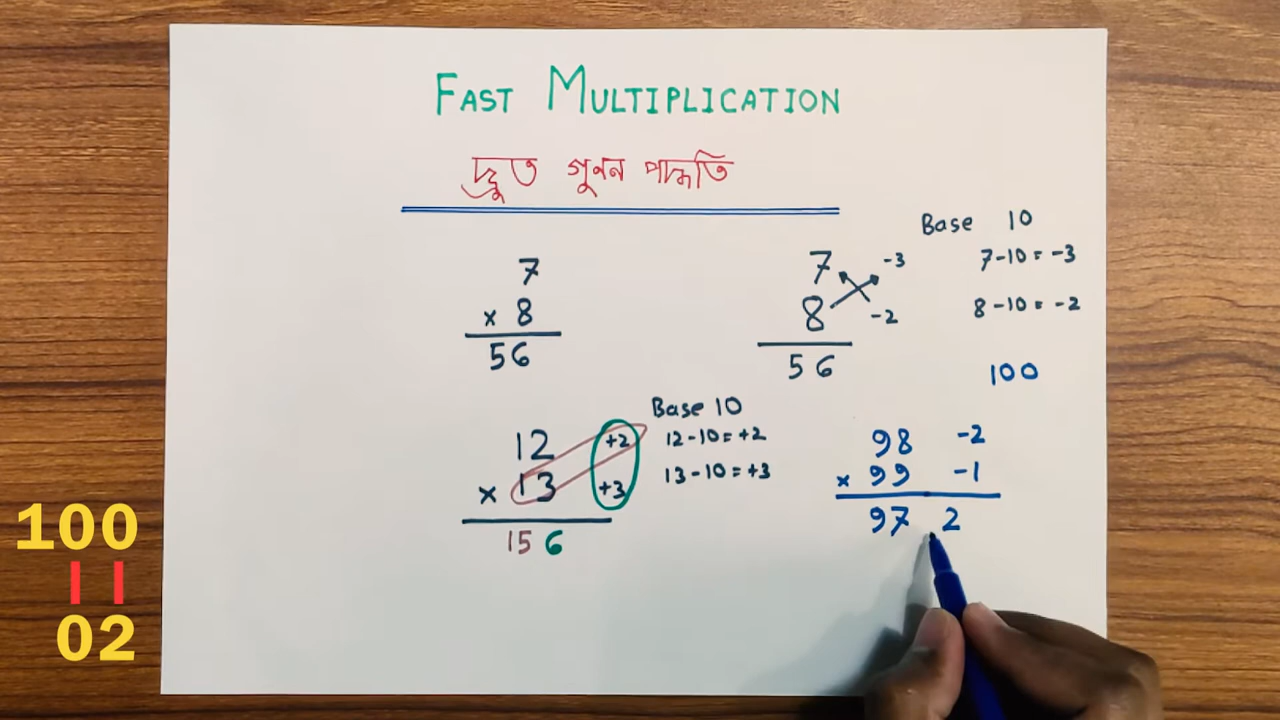 FAST MULTIPLICATION
দ্রুত গুনন পদ্ধতি
7
× 8
56
7 -3
8 -2
56
Base 10
7-10 = -3
8-10 = -2
12 +2
× 13 +3
156
Base 10
12-10 = +2
13-10 = +3
100
98 -2
× 99 -1
97 2
100
02